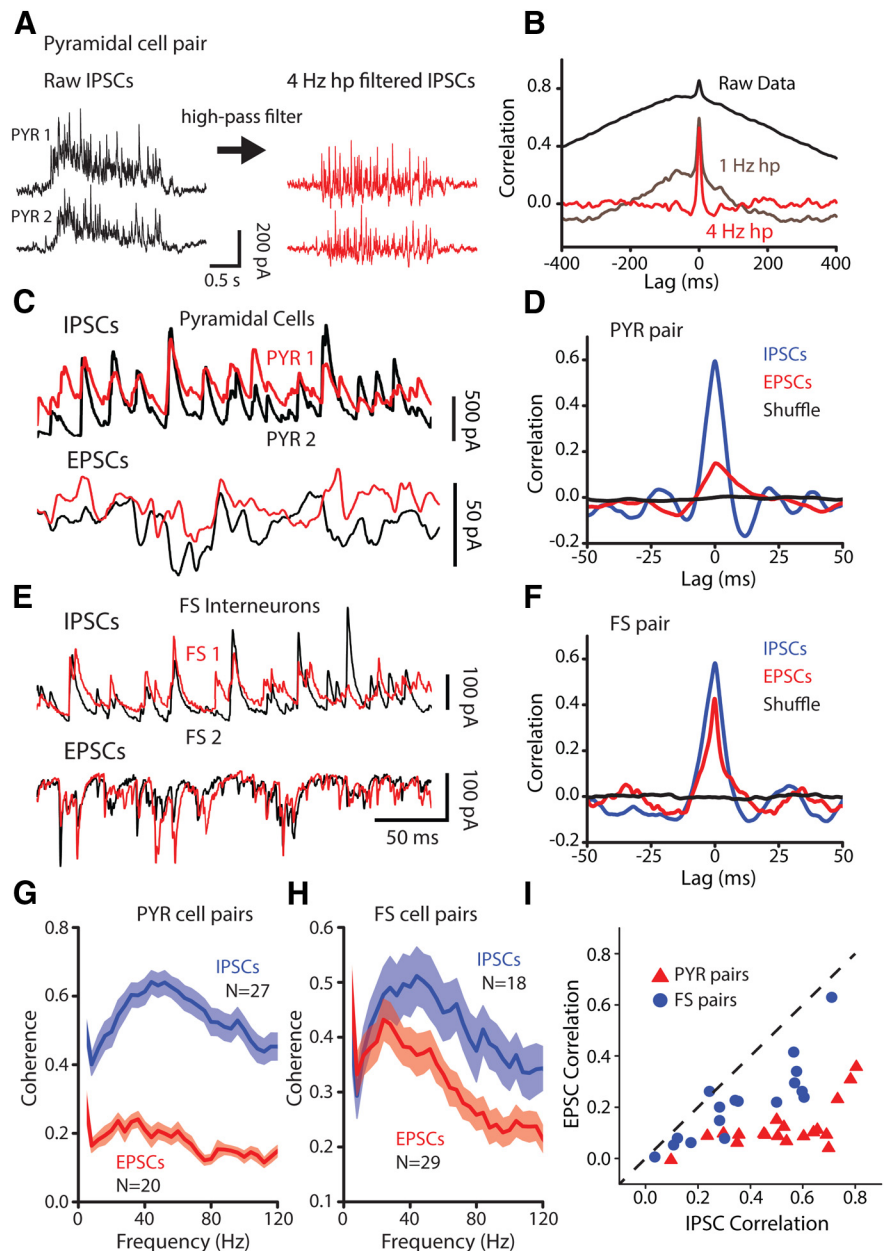 A
Pyramidal cell pair
Raw IPSCs
4 Hz hp filtered IPSCs
high-pass filter
PYR 1
PYR 2
200 pA
0.5 s
B
Correlation
0.8
0.4
0.0
Raw Data
1 Hz hp
4 Hz hp
-400 -200 0 200 400
Lag (ms)
C
IPSCs
Pyramidal Cells
PYR 1
PYR 2
500 pA
EPSCs
50 pA
D
PYR pair
IPSCs
EPSCs
Shuffle
Correlation
0.6
0.4
0.2
0.0
-0.2
-50 -25 0 25 50
Lag (ms)
E
FS Interneurons
IPSCs
FS 1
FS 2
100 pA
EPSCs
100 pA
50 ms
F
FS pair
IPSCs
EPSCs
Shuffle
Correlation
0.6
0.4
0.2
0.0
-0.2
-50 -25 0 25 50
Lag (ms)
G
PYR cell pairs
Coherence
0.8
0.6
0.4
0.2
0.0
IPSCs
N=27
EPSCs
N=20
0 40 80 120
Frequency (Hz)
H
FS cell pairs
0.6
0.5
0.4
0.3
0.2
0.1
IPSCs
N=18
EPSCs
N=29
0 40 80 120
Frequency (Hz)
I
EPSC Correlation
0.8
0.6
0.4
0.2
0.0
PYR pairs
FS pairs
0.0 0.2 0.4 0.6 0.8
IPSC Correlation